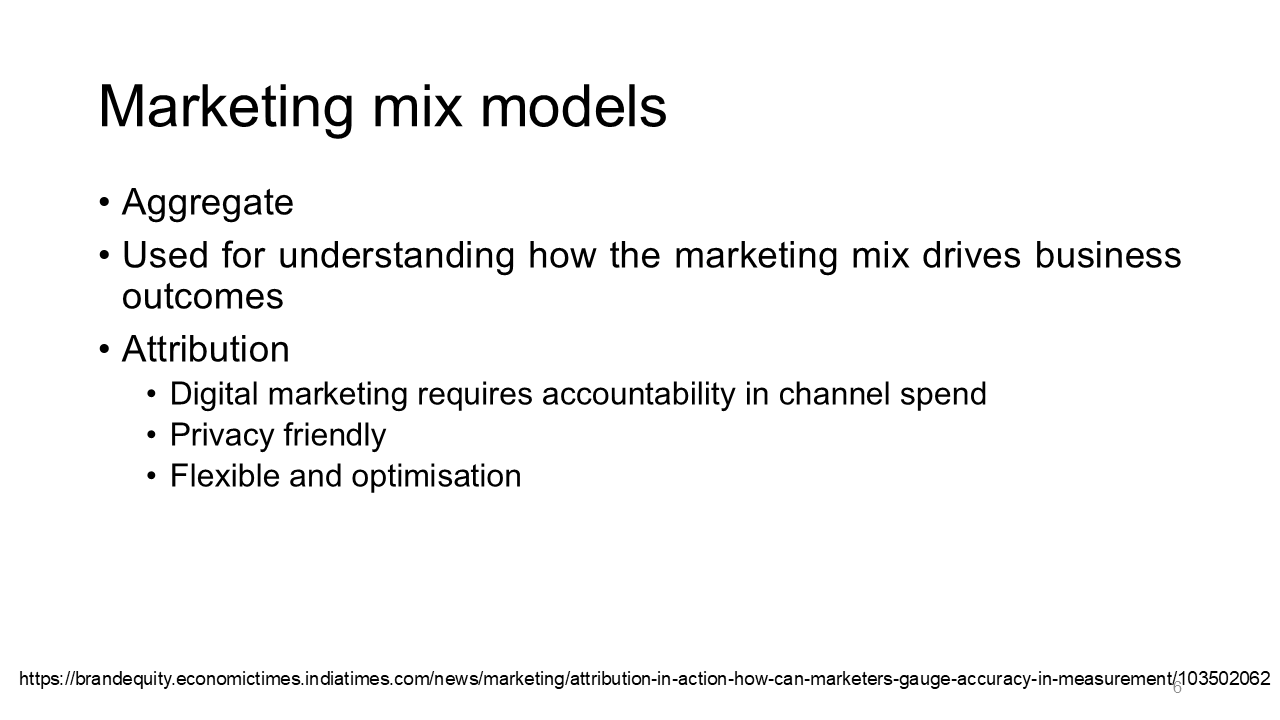 Marketing mix models
• Aggregate
• Used for understanding how the marketing mix drives business
outcomes
• Attribution
• Digital marketing requires accountability in channel spend
• Privacy friendly
• Flexible and optimisation
https://brandequity.economictimes.indiatimes.com/news/marketing/attribution-in-action-how-can-marketers-gauge-accuracy-in-measurement/103502062
6